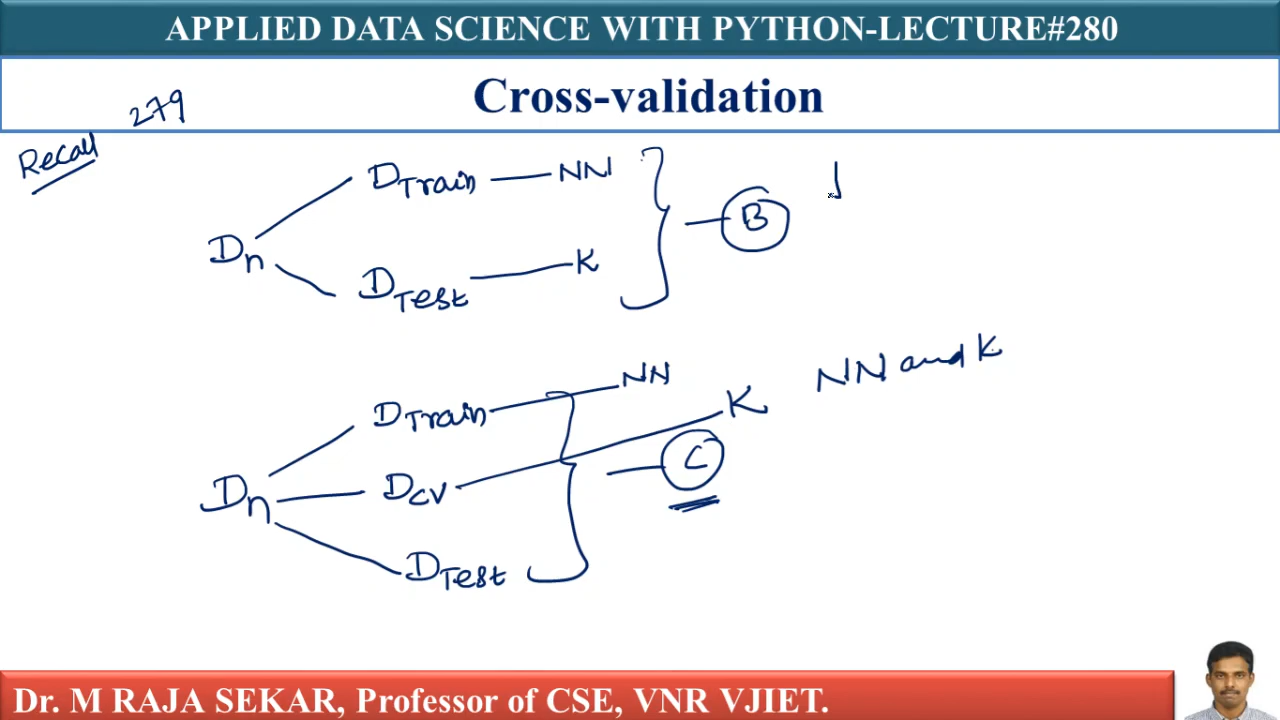 APPLIED DATA SCIENCE WITH PYTHON-LECTURE#280
Cross-validation
Recall 279
DTrain NN
Dn B
DTest K
NN and K
DTrain NN
K
Dn DCV C
DTest
Dr. M RAJA SEKAR, Professor of CSE, VNR VJIET.